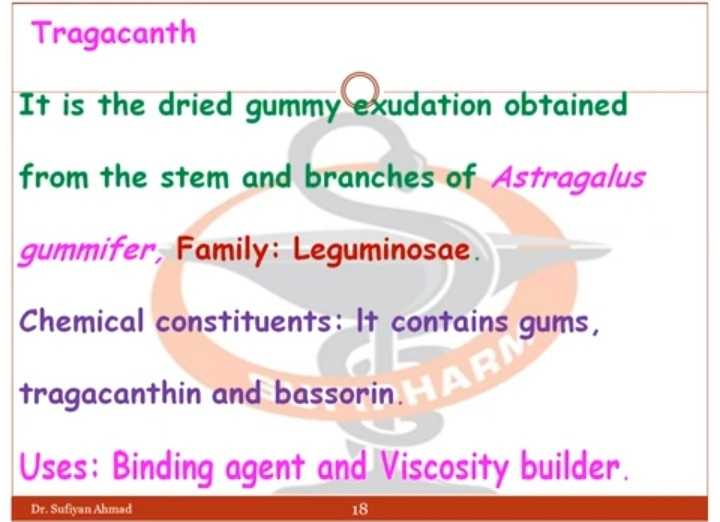 Tragacanth
It is the dried gummy exudation obtained
from the stem and branches of Astragalus
gummifer, Family: Leguminosae.
Chemical constituents: It contains gums,
tragacanthin and bassorin.
Uses: Binding agent and Viscosity builder.
Dr. Sufiyan Ahmad
18